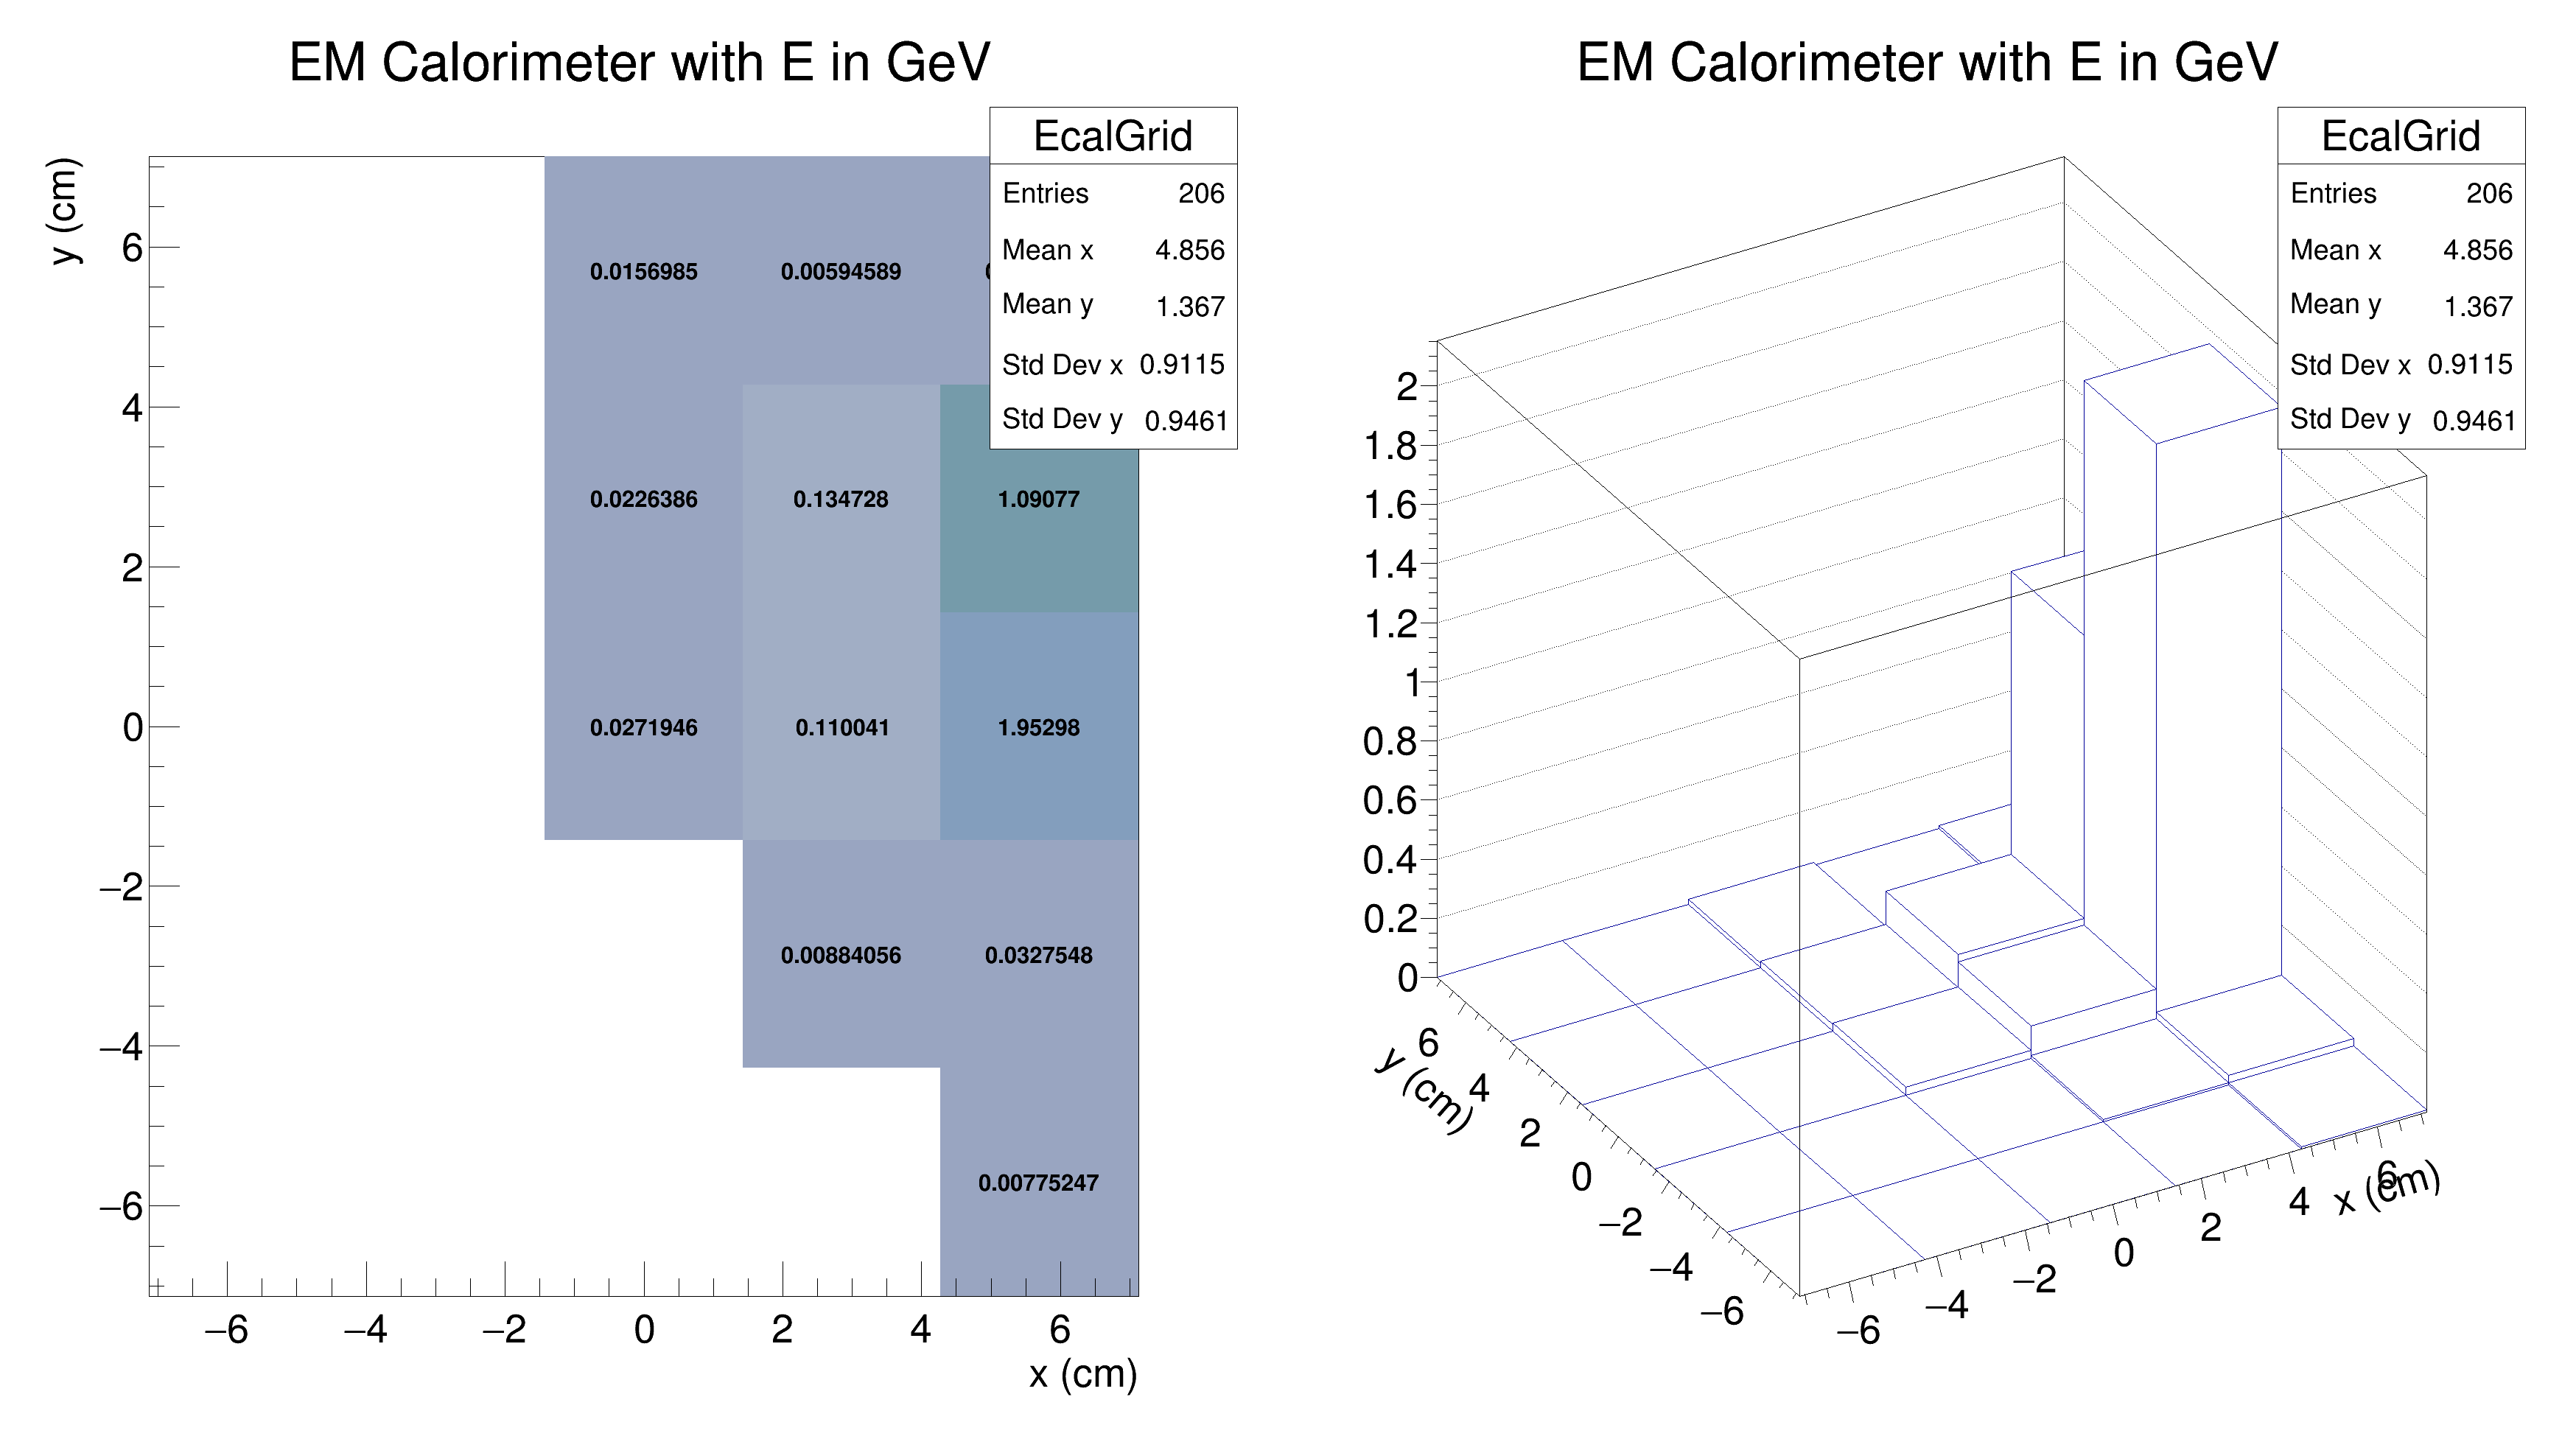 EM Calorimeter with E in GeV
EcalGrid
Entries 206
Mean x 4.856
Mean y 1.367
Std Dev x 0.9115
Std Dev y 0.9461
y (cm)
6
4
2
0
−2
−4
−6
0.0156985 0.00594589
0.0226386 0.134728 1.09077
0.0271946 0.110041 1.95298
0.00884056 0.0327548
0.00775247
−6 −4 −2 0 2 4 6
x (cm)
EM Calorimeter with E in GeV
EcalGrid
Entries 206
Mean x 4.856
Mean y 1.367
Std Dev x 0.9115
Std Dev y 0.9461
2
1.8
1.6
1.4
1.2
1
0.8
0.6
0.4
0.2
0
y (cm)
6
4
2
0
−2
−4
−6
−6 −4 −2 0 2 4 6
x (cm)